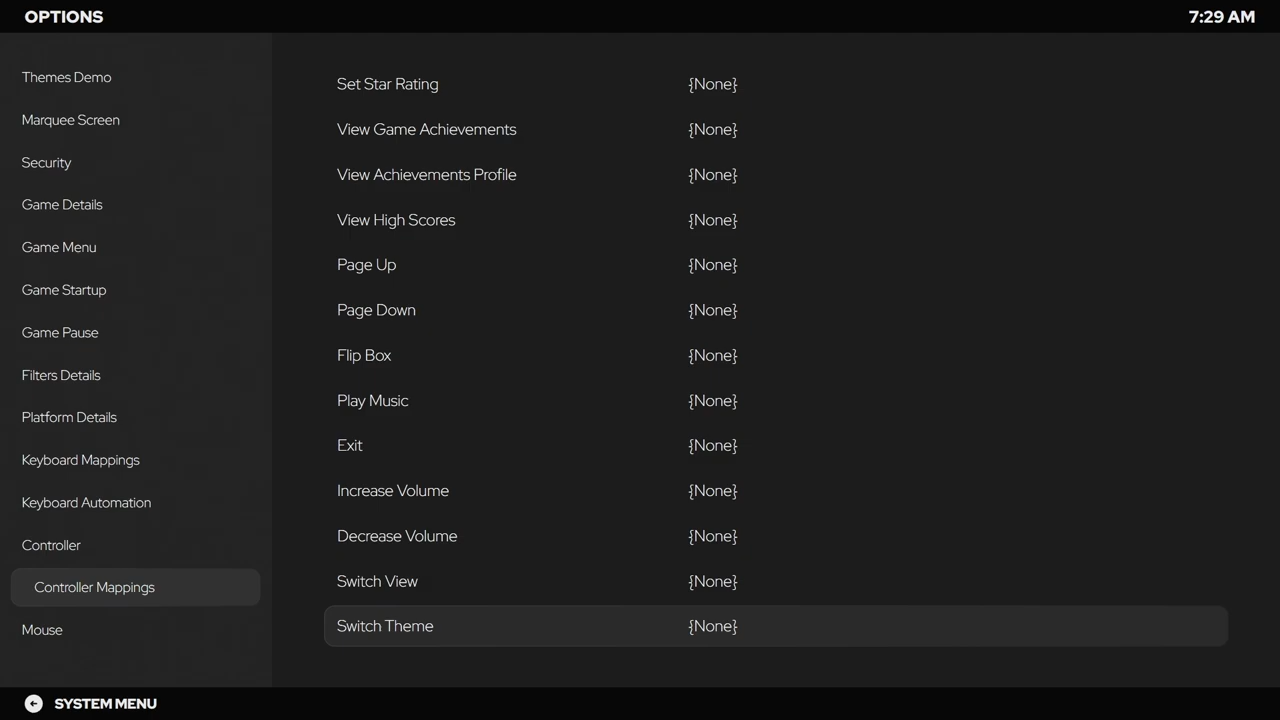 OPTIONS
7:29 AM
Themes Demo
Marquee Screen
Security
Game Details
Game Menu
Game Startup
Game Pause
Filters Details
Platform Details
Keyboard Mappings
Keyboard Automation
Controller
Controller Mappings
Mouse
Set Star Rating {None}
View Game Achievements {None}
View Achievements Profile {None}
View High Scores {None}
Page Up {None}
Page Down {None}
Flip Box {None}
Play Music {None}
Exit {None}
Increase Volume {None}
Decrease Volume {None}
Switch View {None}
Switch Theme {None}
SYSTEM MENU